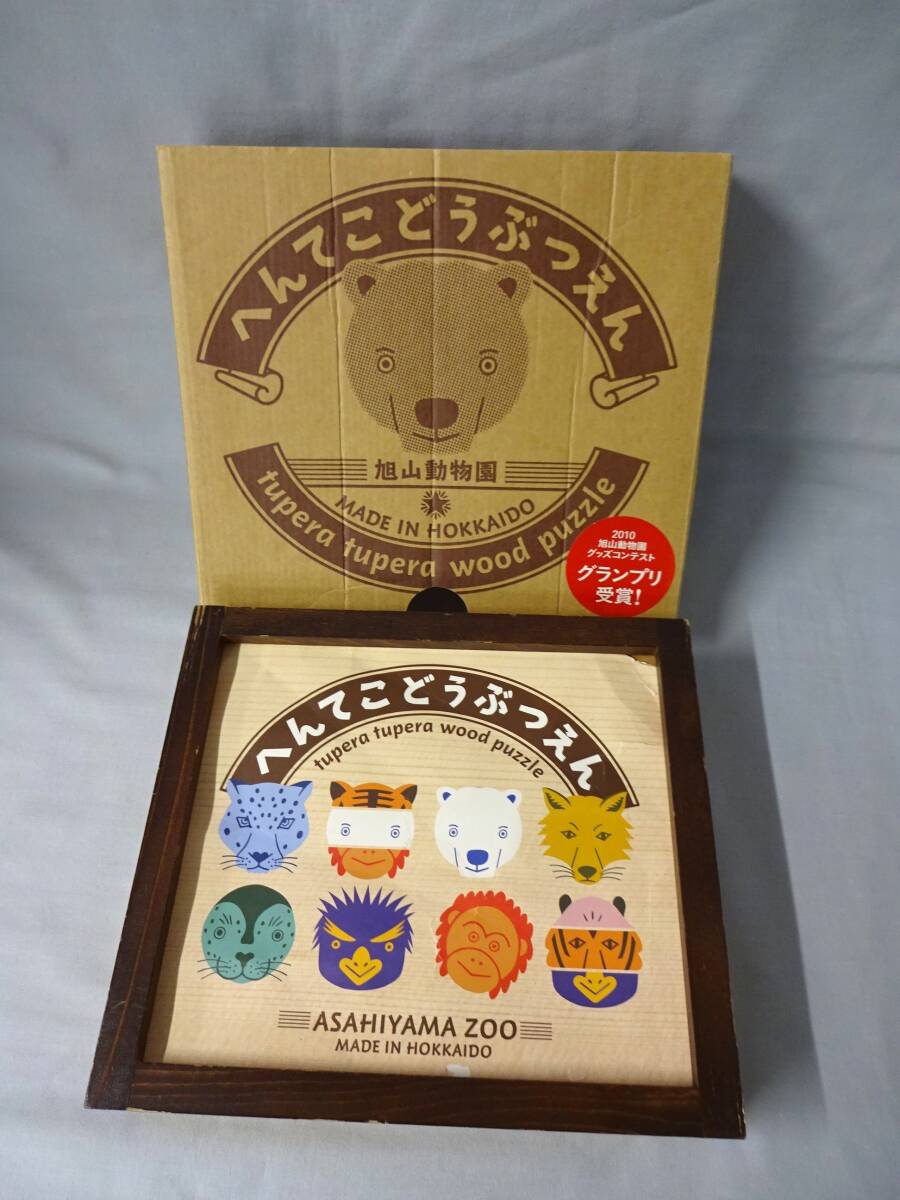 へんてこどうぶつえん
旭山動物園
MADE IN HOKKAIDO
tupera tupera wood puzzle
2010
旭山動物園
グッズコンテスト
グランプリ
受賞!
へんてこどうぶつえん
tupera tupera wood puzzle
ASAHIYAMA ZOO
MADE IN HOKKAIDO